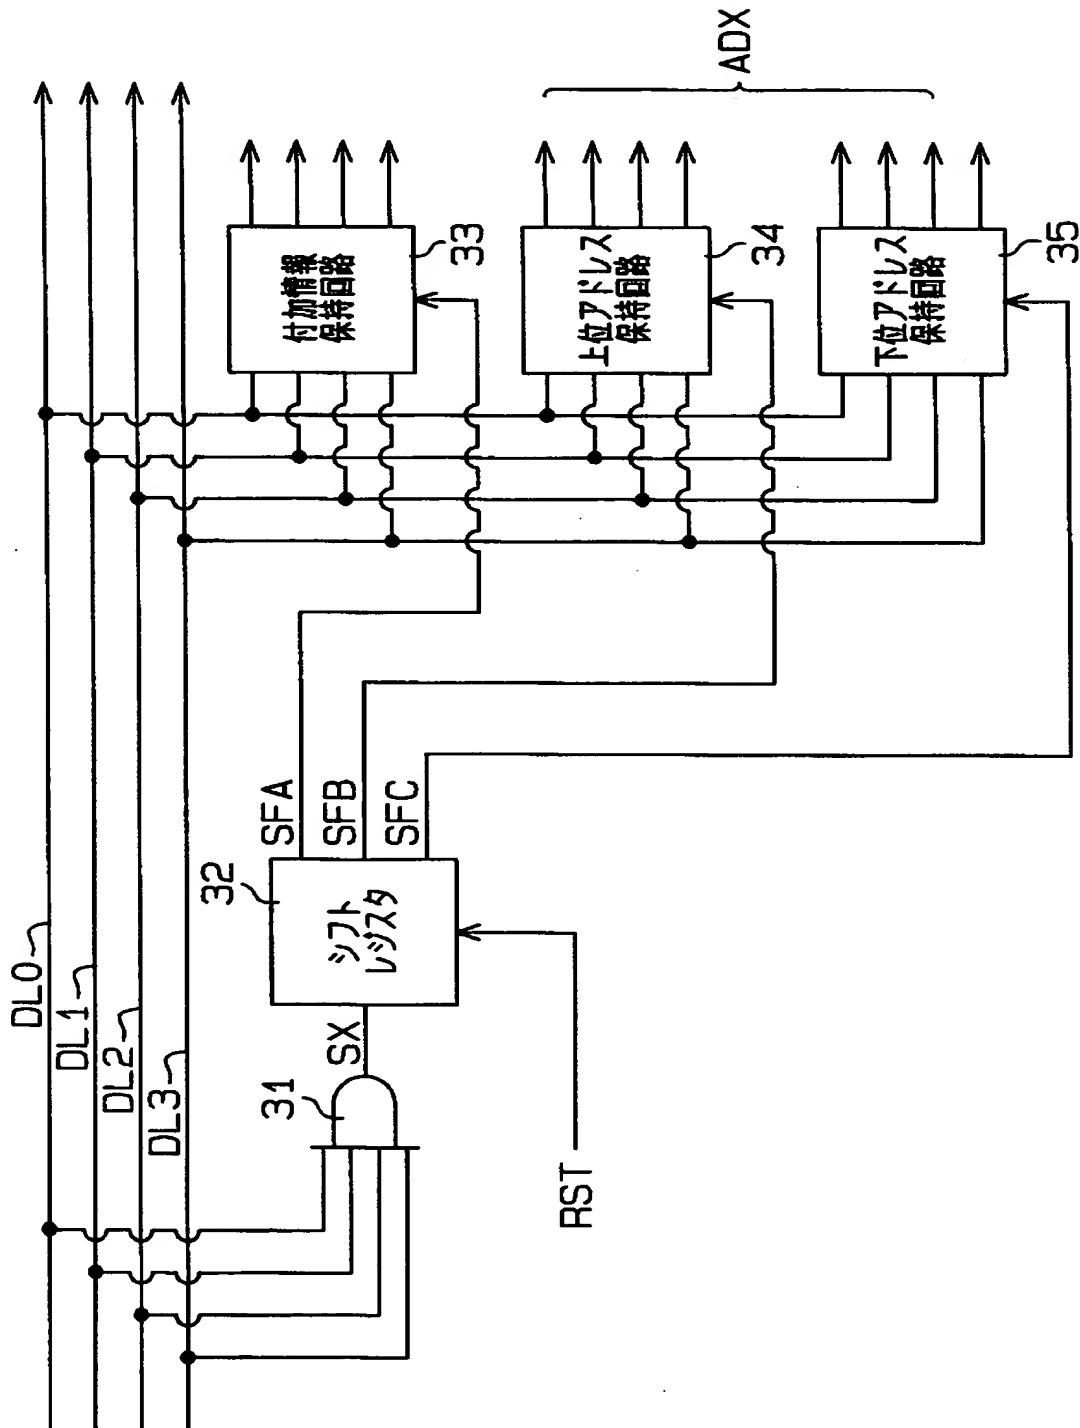 DL0
DL1
DL2
DL3
31
SX
32
シフト
レジスタ
RST
SFA
SFB
SFC
付加情報
保持回路
33
上位アドレス
保持回路
34
下位アドレス
保持回路
35
ADX